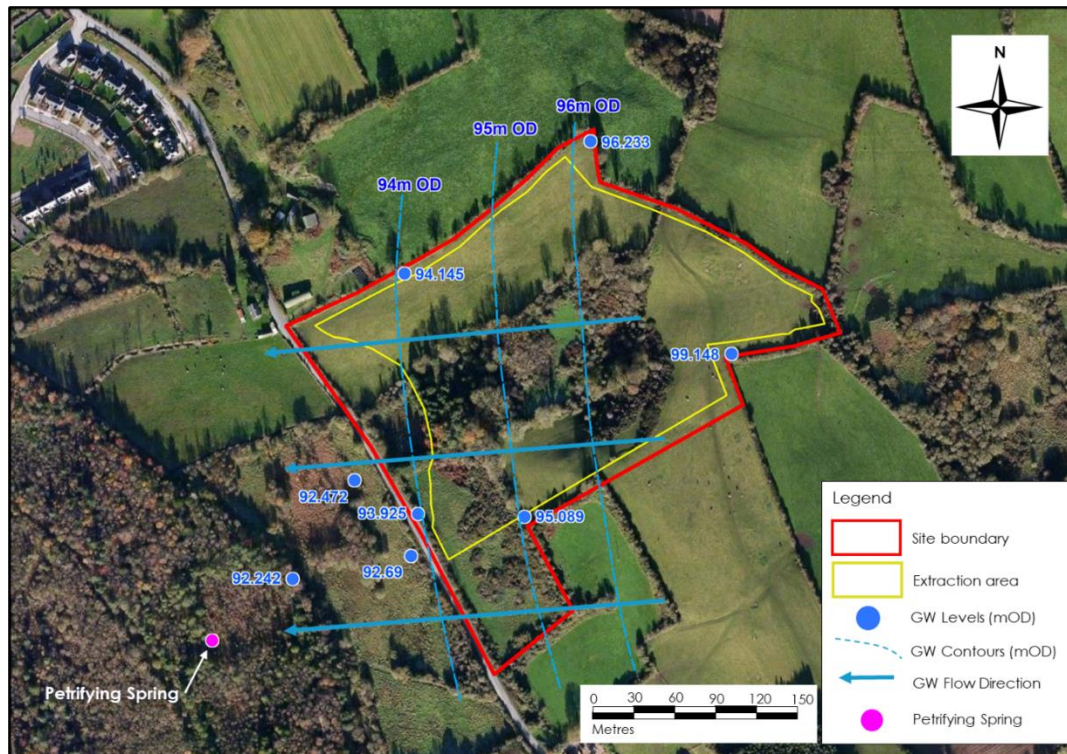 N
96m OD
95m OD
96.233
94m OD
94.145
99.148
92.472
93.925
95.089
92.69
92.242
Petrifying Spring
0 30 60 90 120 150
Metres
Legend
Site boundary
Extraction area
GW Levels (mOD)
GW Contours (mOD)
GW Flow Direction
Petrifying Spring